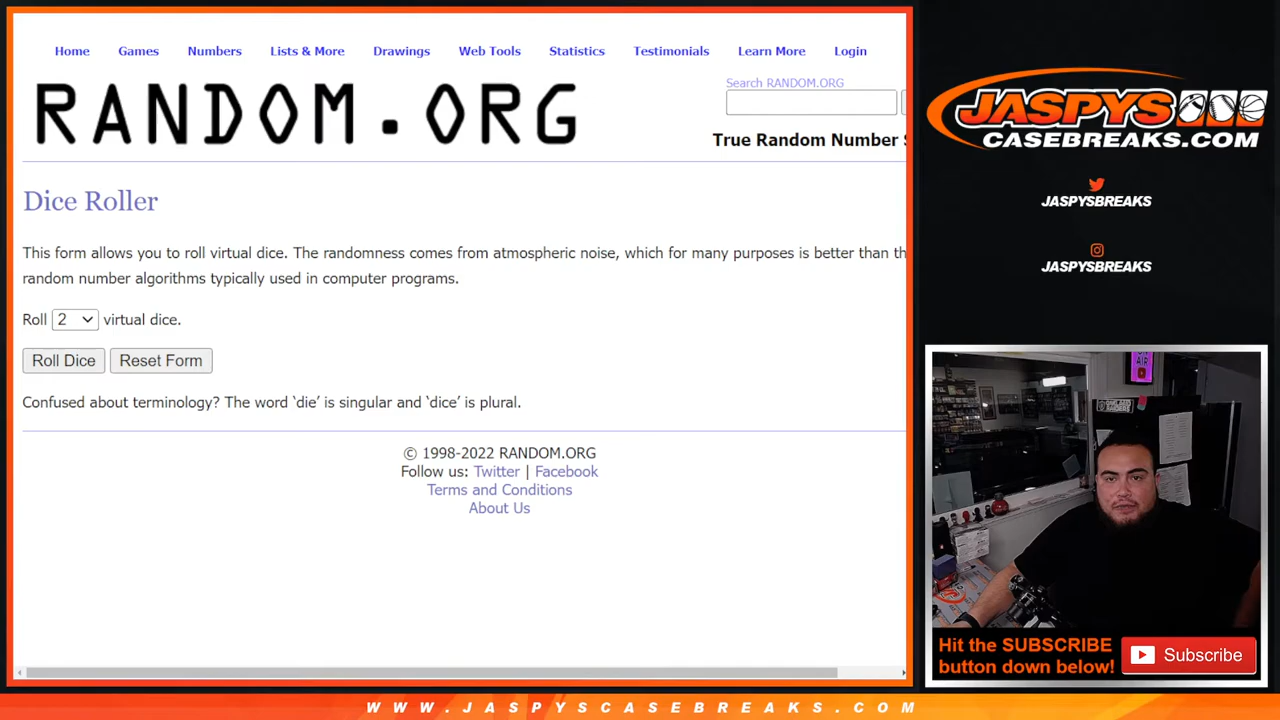 Home Games Numbers Lists & More Drawings Web Tools Statistics Testimonials Learn More Login
RANDOM.ORG
Search RANDOM.ORG
True Random Number S
Dice Roller
This form allows you to roll virtual dice. The randomness comes from atmospheric noise, which for many purposes is better than th
random number algorithms typically used in computer programs.
Roll 2 virtual dice.
Roll Dice Reset Form
Confused about terminology? The word ‘die’ is singular and ‘dice’ is plural.
© 1998-2022 RANDOM.ORG
Follow us: Twitter | Facebook
Terms and Conditions
About Us
JASPYS
CASEBREAKS.COM
JASPYSBREAKS
JASPYSBREAKS
Hit the SUBSCRIBE
button down below!
Subscribe
WWW.JASPYSCASEBREAKS.COM